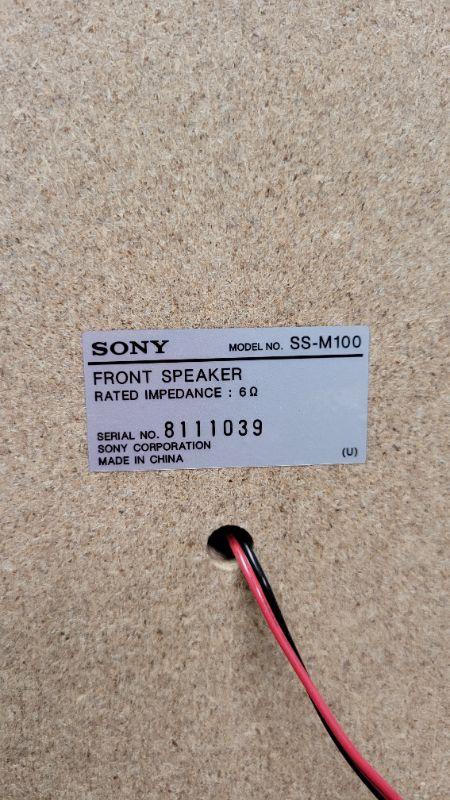 SONY MODEL NO. SS-M100
FRONT SPEAKER
RATED IMPEDANCE : 6Ω
SERIAL NO. 8111039
SONY CORPORATION
MADE IN CHINA (U)